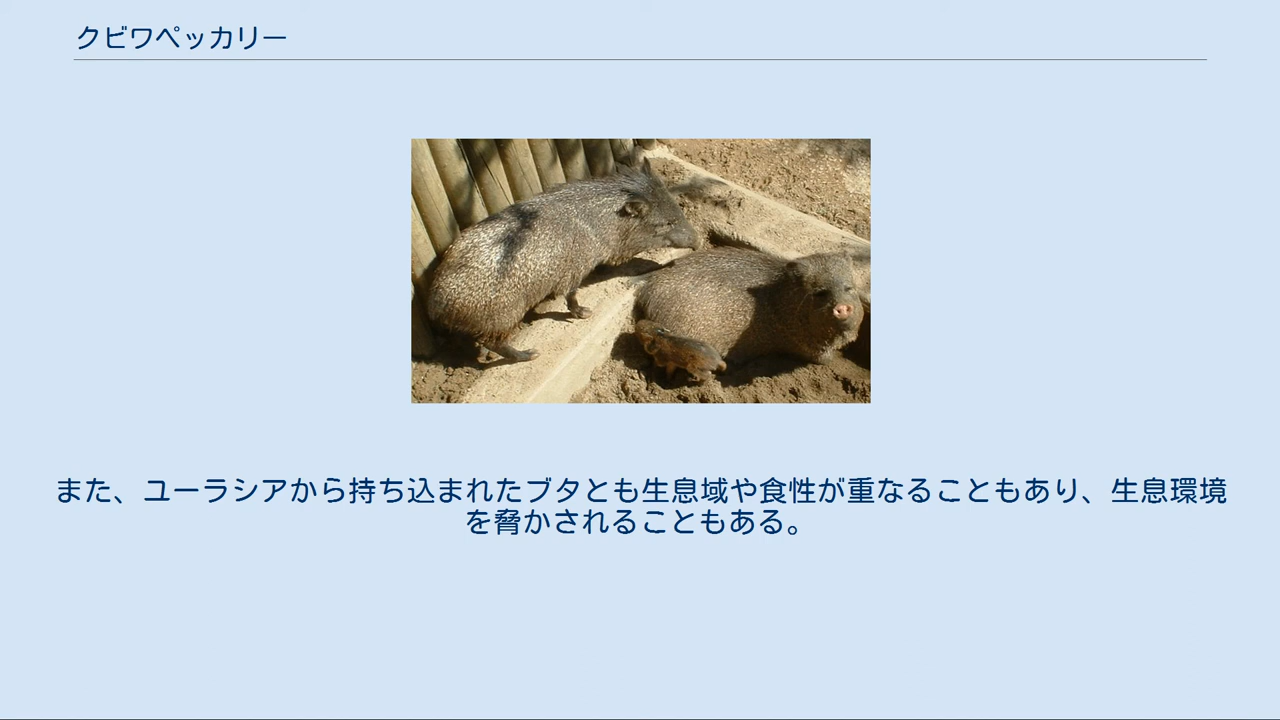 クビワペッカリー
また、ユーラシアから持ち込まれたブタとも生息域や食性が重なることもあり、生息環境
を脅かされることもある。